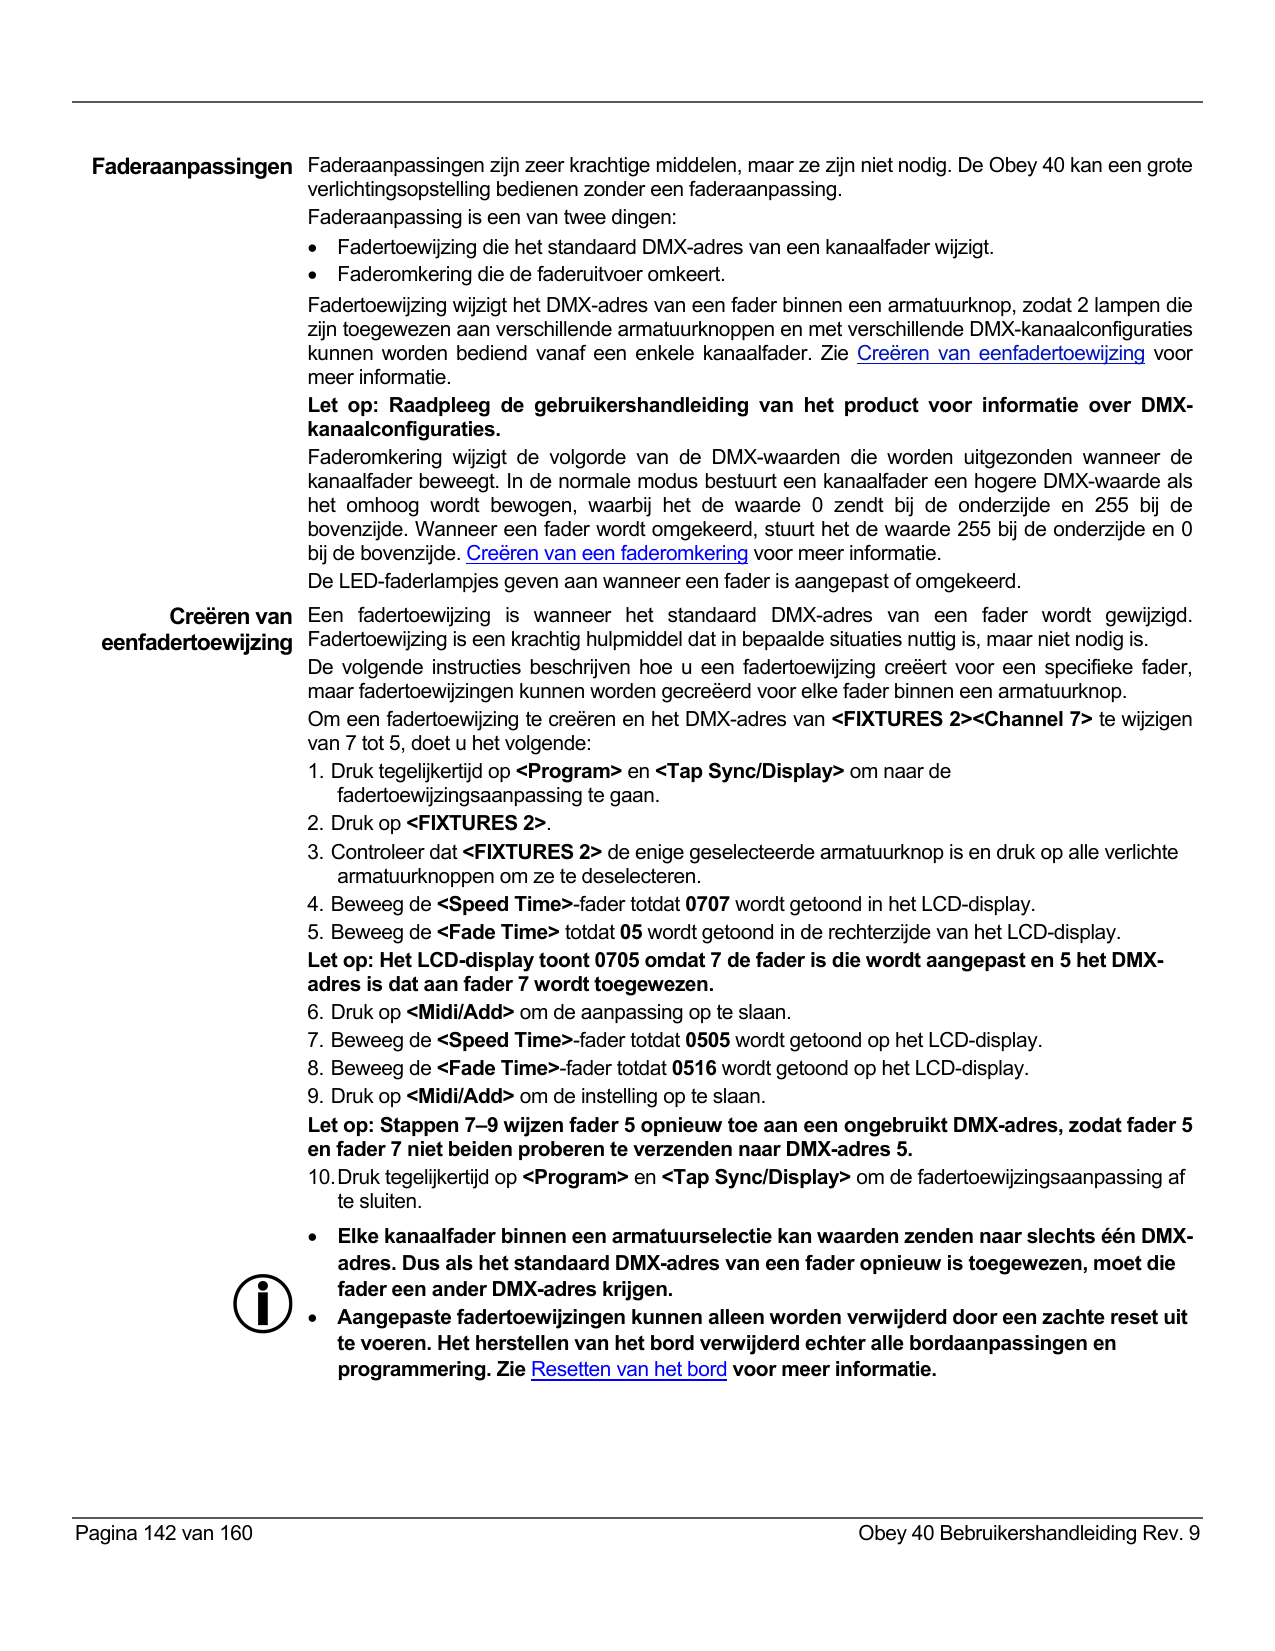 Faderaanpassingen
Faderaanpassingen zijn zeer krachtige middelen, maar ze zijn niet nodig. De Obey 40 kan een grote
verlichtingsopstelling bedienen zonder een faderaanpassing.
Faderaanpassing is een van twee dingen:
• Fadertoewijzing die het standaard DMX-adres van een kanaalfader wijzigt.
• Faderomkering die de faderuitvoer omkeert.
Fadertoewijzing wijzigt het DMX-adres van een fader binnen een armatuurknop, zodat 2 lampen die
zijn toegewezen aan verschillende armatuurknoppen en met verschillende DMX-kanaalconfiguraties
kunnen worden bediend vanaf een enkele kanaalfader. Zie Creëren van eenfadertoewijzing voor
meer informatie.
Let op: Raadpleeg de gebruikershandleiding van het product voor informatie over DMX-
kanaalconfiguraties.
Faderomkering wijzigt de volgorde van de DMX-waarden die worden uitgezonden wanneer de
kanaalfader beweegt. In de normale modus bestuurt een kanaalfader een hogere DMX-waarde als
het omhoog wordt bewogen, waarbij het de waarde 0 zendt bij de onderzijde en 255 bij de
bovenzijde. Wanneer een fader wordt omgekeerd, stuurt het de waarde 255 bij de onderzijde en 0
bij de bovenzijde. Creëren van een faderomkering voor meer informatie.
De LED-faderlampjes geven aan wanneer een fader is aangepast of omgekeerd.
Creëren van
eenfadertoewijzing
Een fadertoewijzing is wanneer het standaard DMX-adres van een fader wordt gewijzigd.
Fadertoewijzing is een krachtig hulpmiddel dat in bepaalde situaties nuttig is, maar niet nodig is.
De volgende instructies beschrijven hoe u een fadertoewijzing creëert voor een specifieke fader,
maar fadertoewijzingen kunnen worden gecreëerd voor elke fader binnen een armatuurknop.
Om een fadertoewijzing te creëren en het DMX-adres van <FIXTURES 2><Channel 7> te wijzigen
van 7 tot 5, doet u het volgende:
1. Druk tegelijkertijd op <Program> en <Tap Sync/Display> om naar de
fadertoewijzingsaanpassing te gaan.
2. Druk op <FIXTURES 2>.
3. Controleer dat <FIXTURES 2> de enige geselecteerde armatuurknop is en druk op alle verlichte
armatuurknoppen om ze te deselecteren.
4. Beweeg de <Speed Time>-fader totdat 0707 wordt getoond in het LCD-display.
5. Beweeg de <Fade Time> totdat 05 wordt getoond in de rechterzijde van het LCD-display.
Let op: Het LCD-display toont 0705 omdat 7 de fader is die wordt aangepast en 5 het DMX-
adres is dat aan fader 7 wordt toegewezen.
6. Druk op <Midi/Add> om de aanpassing op te slaan.
7. Beweeg de <Speed Time>-fader totdat 0505 wordt getoond op het LCD-display.
8. Beweeg de <Fade Time>-fader totdat 0516 wordt getoond op het LCD-display.
9. Druk op <Midi/Add> om de instelling op te slaan.
Let op: Stappen 7–9 wijzen fader 5 opnieuw toe aan een ongebruikt DMX-adres, zodat fader 5
en fader 7 niet beiden proberen te verzenden naar DMX-adres 5.
10. Druk tegelijkertijd op <Program> en <Tap Sync/Display> om de fadertoewijzingsaanpassing af
te sluiten.
• Elke kanaalfader binnen een armatuurselectie kan waarden zenden naar slechts één DMX-
adres. Dus als het standaard DMX-adres van een fader opnieuw is toegewezen, moet die
fader een ander DMX-adres krijgen.
• Aangepaste fadertoewijzingen kunnen alleen worden verwijderd door een zachte reset uit
te voeren. Het herstellen van het bord verwijderd echter alle bordaanpassingen en
programmering. Zie Resetten van het bord voor meer informatie.
Pagina 142 van 160
Obey 40 Bebruikershandleiding Rev. 9